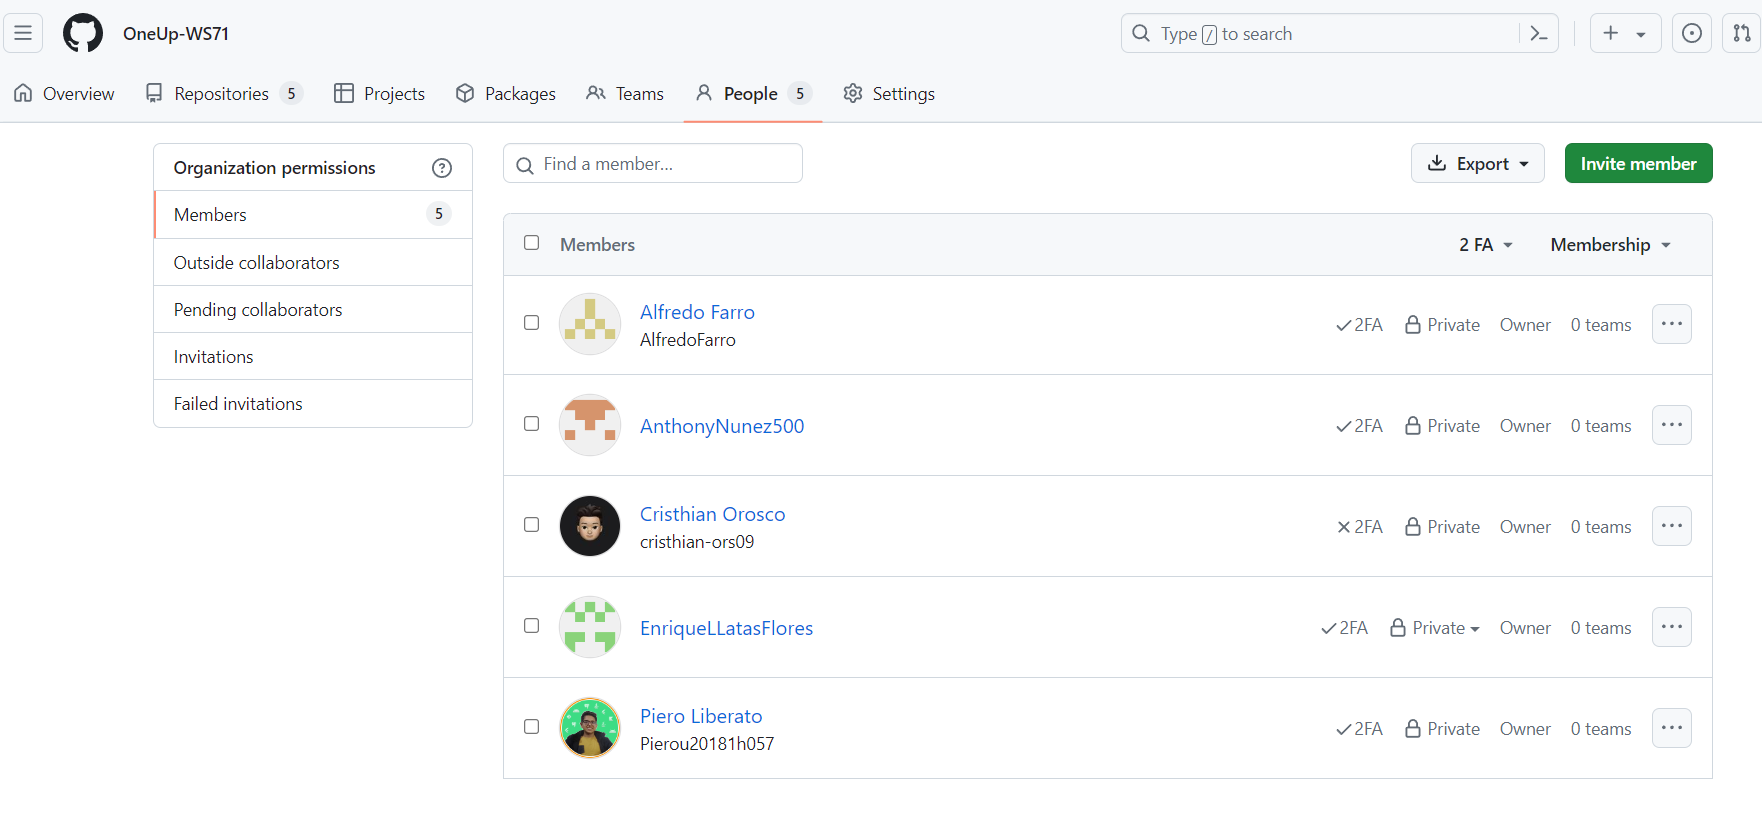 OneUp-WS71
Type / to search
Overview
Repositories 5
Projects
Packages
Teams
People 5
Settings
Organization permissions
Members 5
Outside collaborators
Pending collaborators
Invitations
Failed invitations
Find a member...
Export
Invite member
Members 2 FA Membership
Alfredo Farro
AlfredoFarro
2FA Private Owner 0 teams
AnthonyNunez500
2FA Private Owner 0 teams
Cristhian Orosco
cristhian-ors09
2FA Private Owner 0 teams
EnriqueLLatasFlores
2FA Private Owner 0 teams
Piero Liberato
Pierou20181h057
2FA Private Owner 0 teams